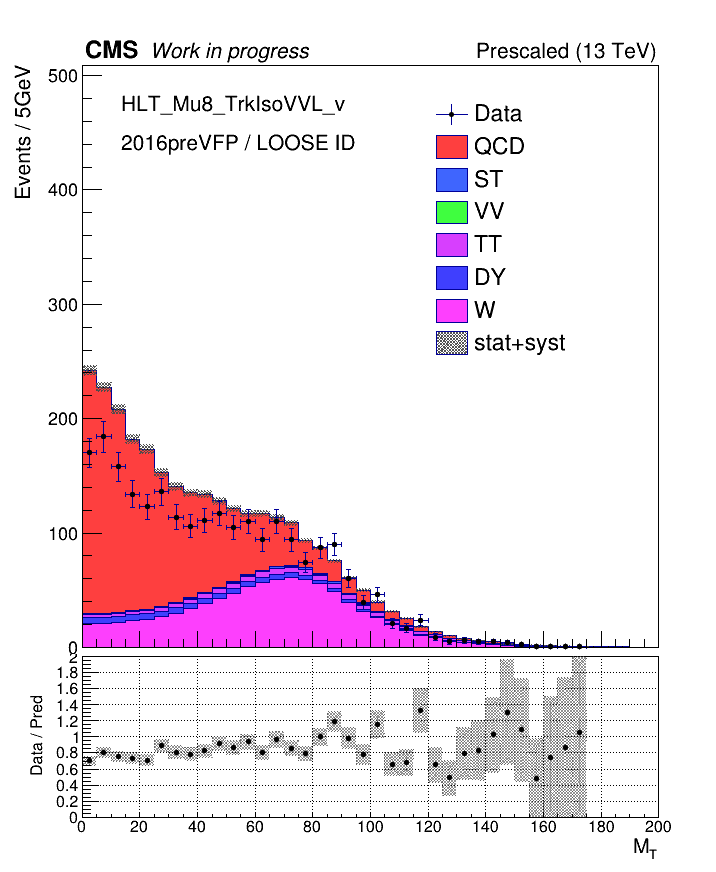 CMS Work in progress Prescaled (13 TeV)
Events / 5GeV
500
400
300
200
100
0
HLT_Mu8_TrkIsoVVL_v
2016preVFP / LOOSE ID
Data
QCD
ST
VV
TT
DY
W
stat+syst
Data / Pred
2
1.8
1.6
1.4
1.2
1
0.8
0.6
0.4
0.2
0
0 20 40 60 80 100 120 140 160 180 200
M_T